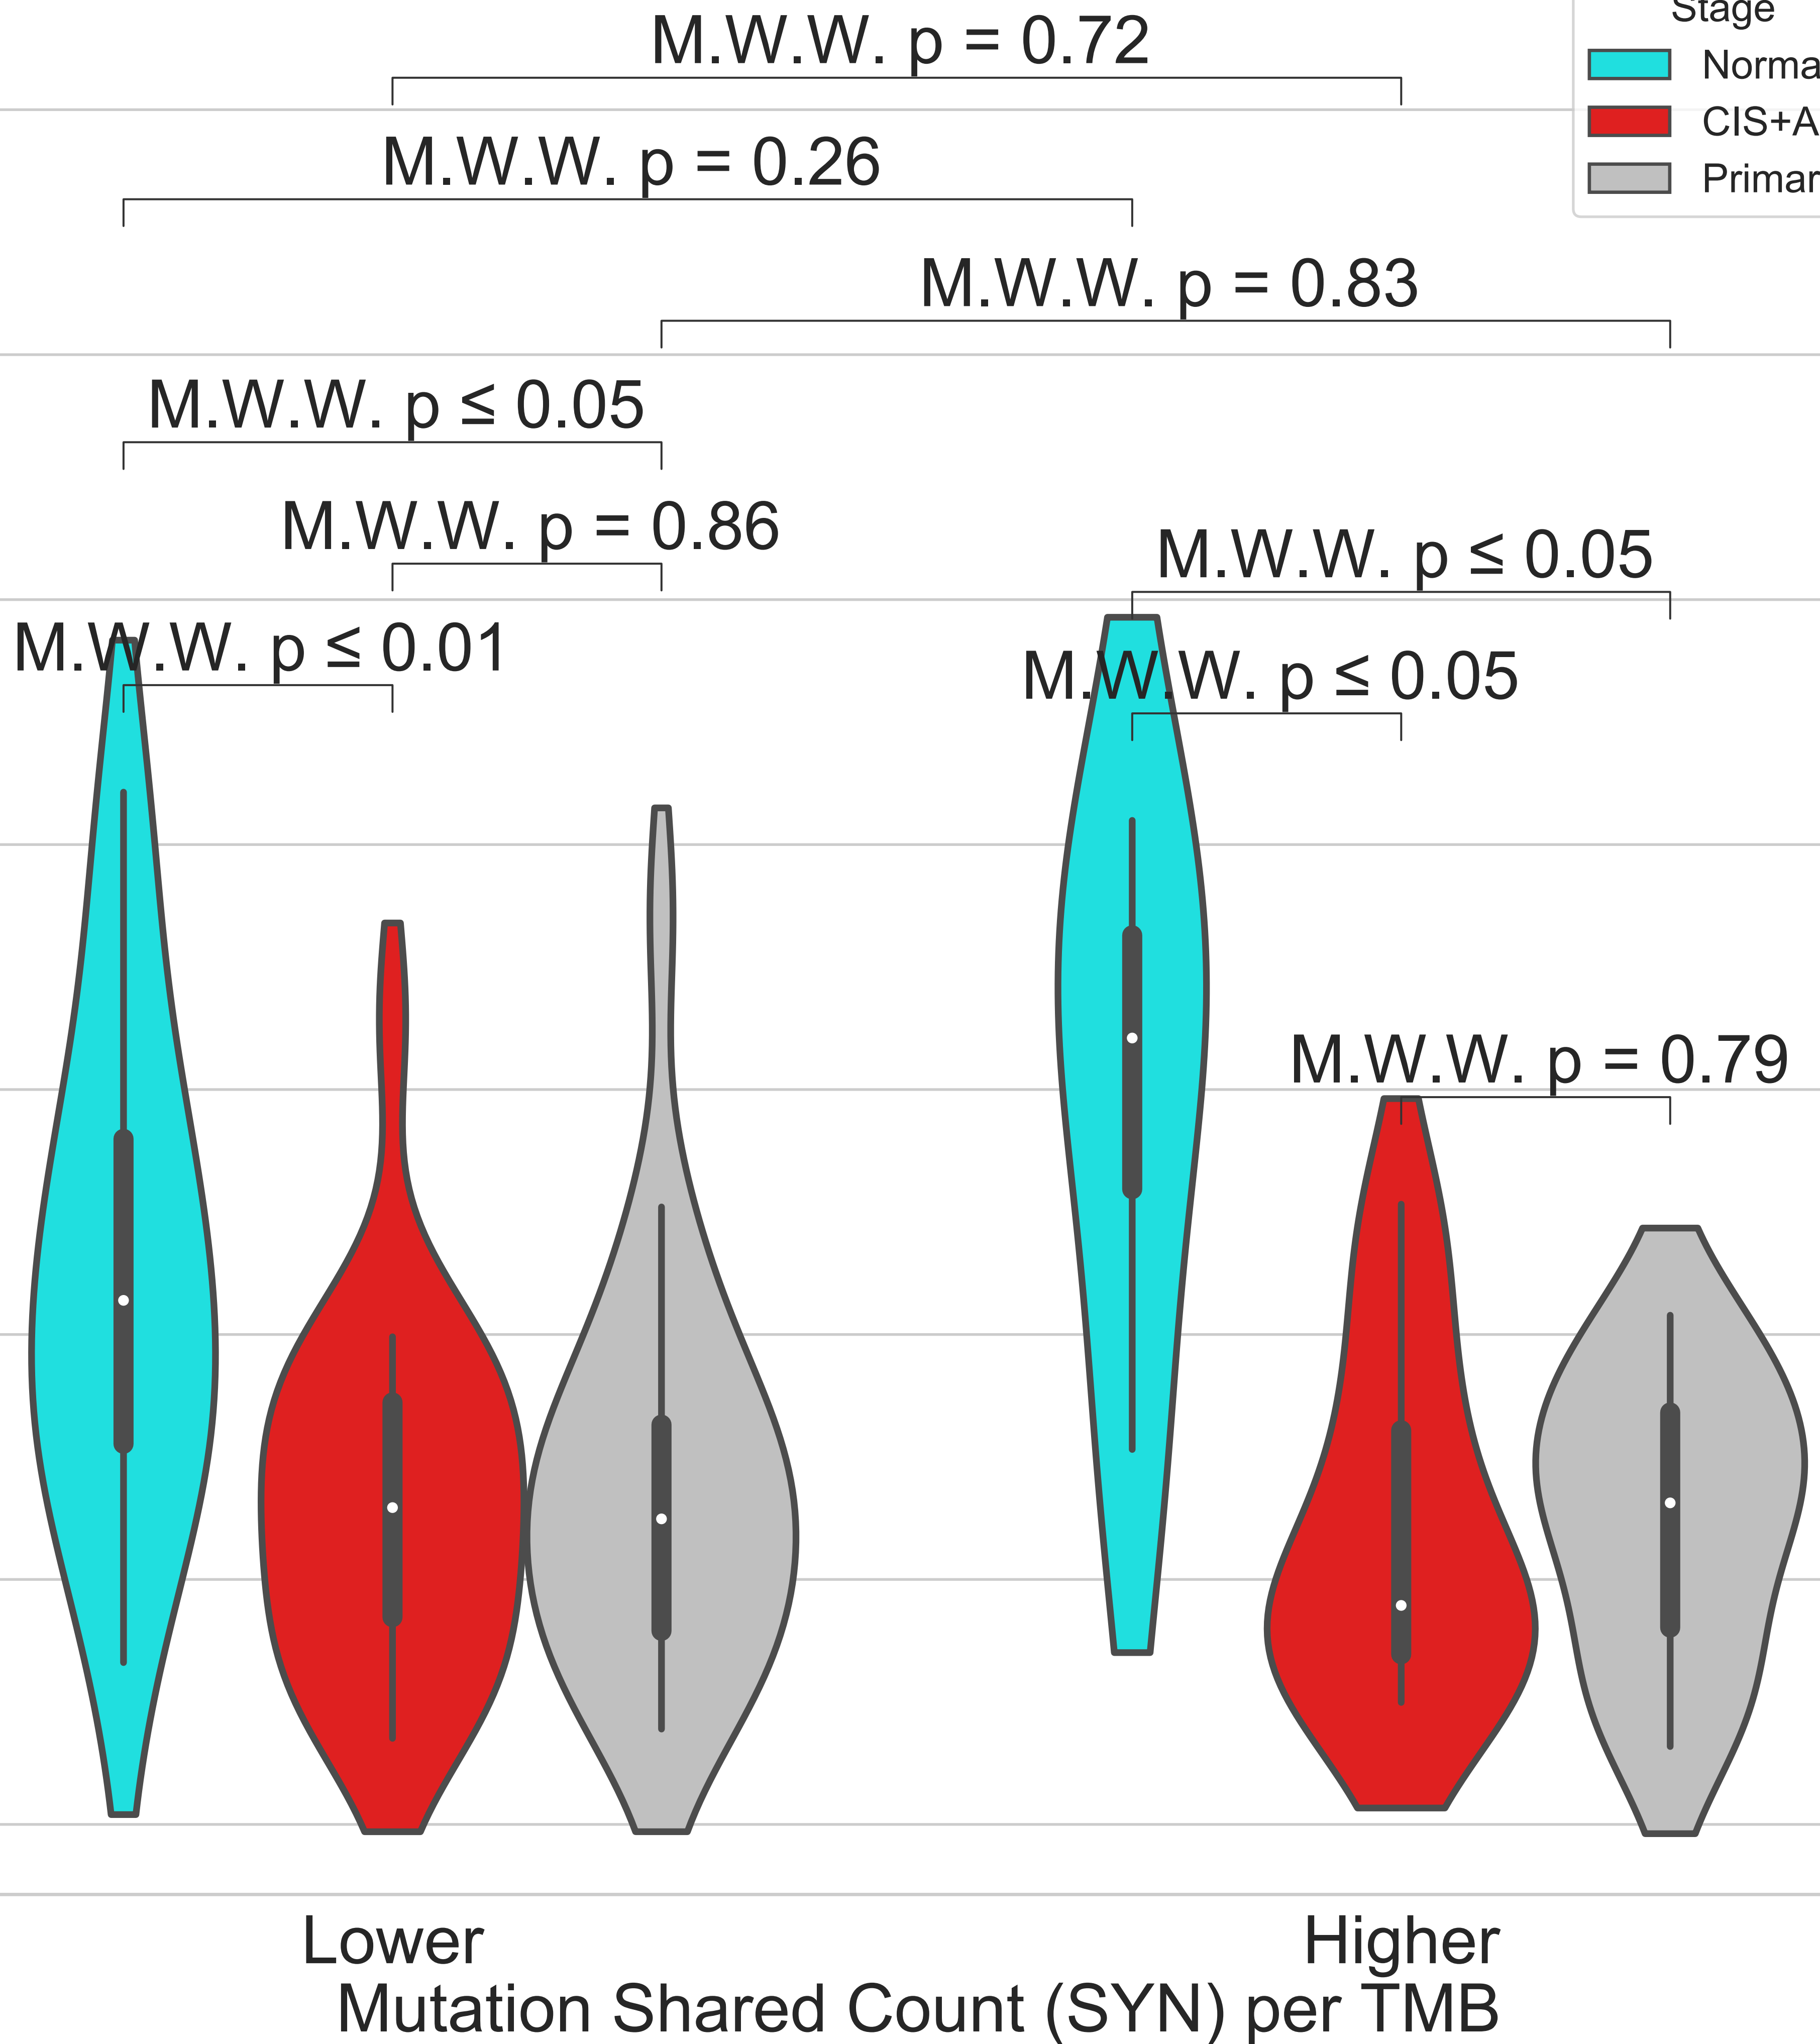 M.W.W. p = 0.72
Stage
Norma
CIS+A
Primar
M.W.W. p = 0.26
M.W.W. p = 0.83
M.W.W. p ≤ 0.05
M.W.W. p = 0.86
M.W.W. p ≤ 0.05
M.W.W. p ≤ 0.01
M.W.W. p ≤ 0.05
M.W.W. p = 0.79
Lower
Higher
Mutation Shared Count (SYN) per TMB